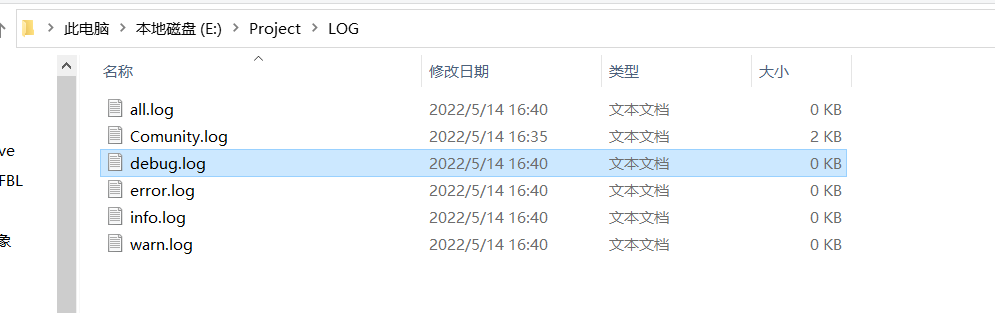 此电脑 > 本地磁盘 (E:) > Project > LOG
名称 修改日期 类型 大小
all.log 2022/5/14 16:40 文本文档 0 KB
Comunity.log 2022/5/14 16:35 文本文档 2 KB
ve
debug.log 2022/5/14 16:40 文本文档 0 KB
FBL
error.log 2022/5/14 16:40 文本文档 0 KB
info.log 2022/5/14 16:40 文本文档 0 KB
象
warn.log 2022/5/14 16:40 文本文档 0 KB